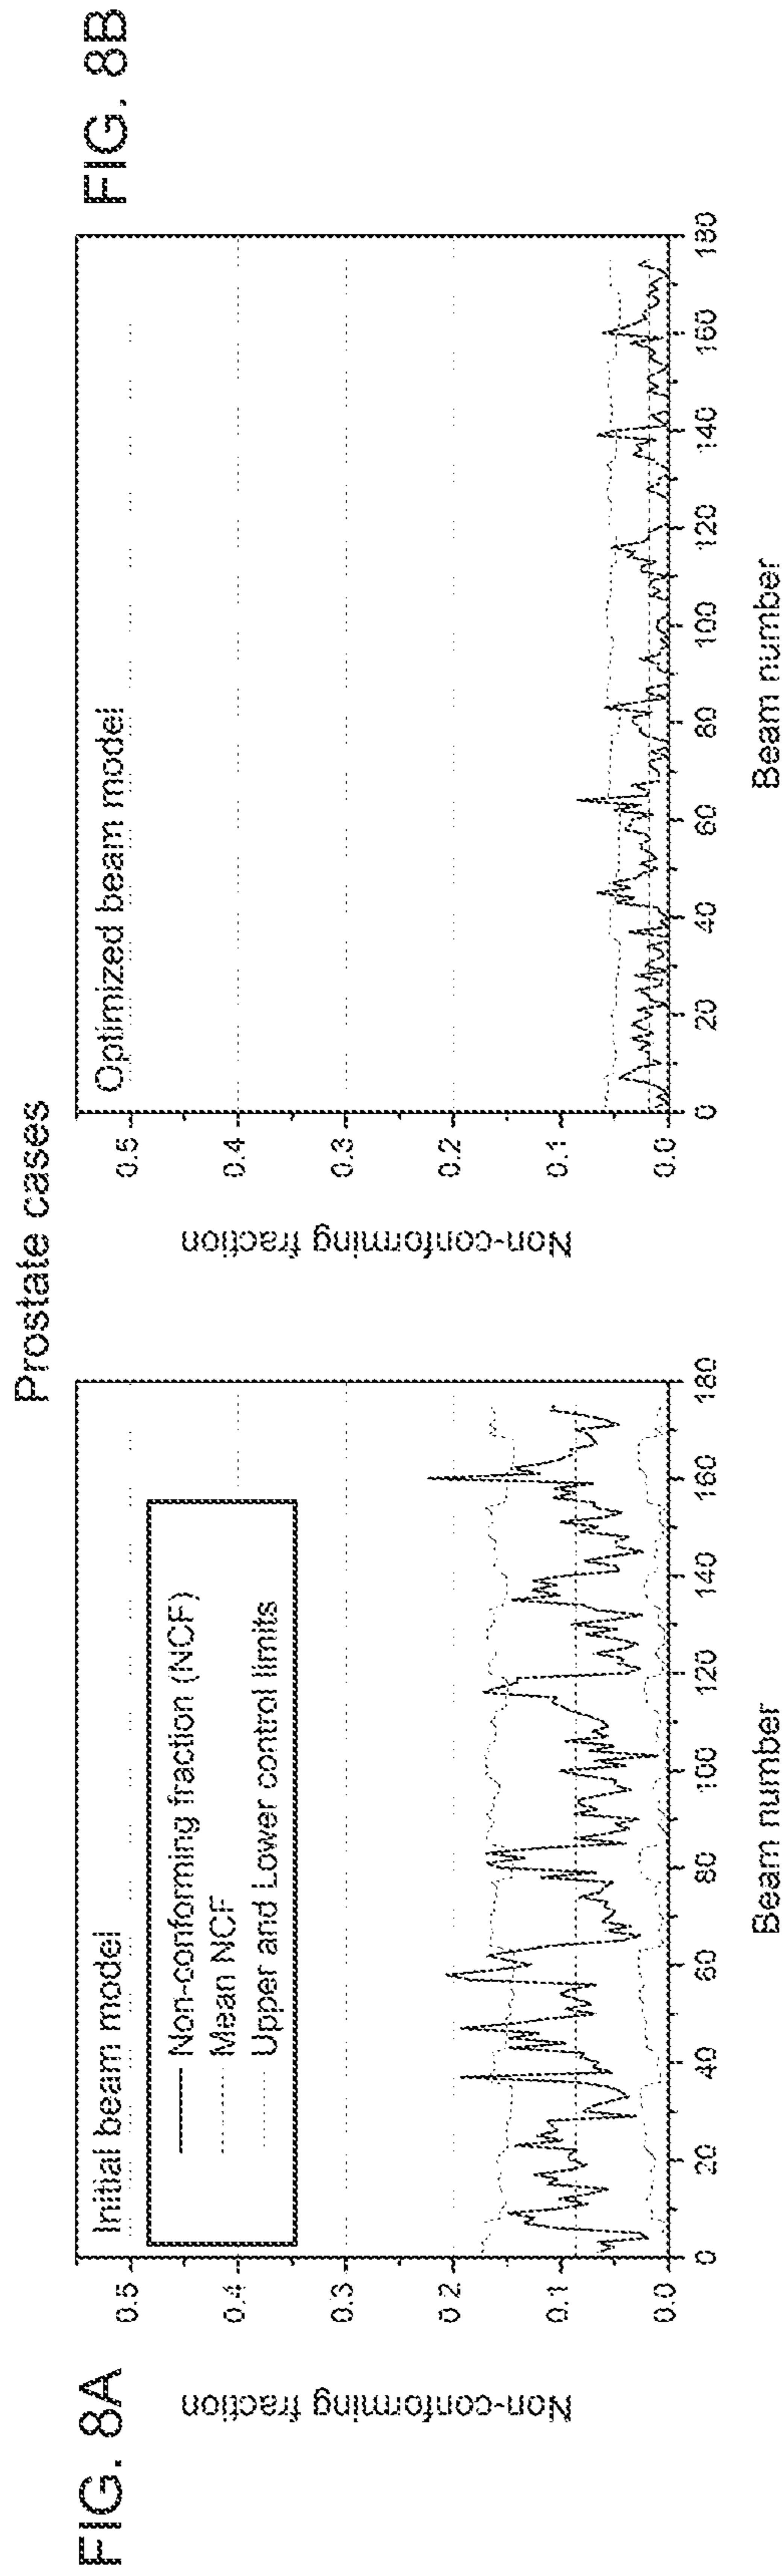 Prostate cases
FIG. 8A
Initial beam model
Non-conforming fraction (NCF)
Mean NCF
Upper and Lower control limits
Non-conforming fraction
0.5
0.4
0.3
0.2
0.1
0.0
0 20 40 60 80 100 120 140 160 180
Beam number
FIG. 8B
Optimized beam model
Non-conforming fraction
0.5
0.4
0.3
0.2
0.1
0.0
0 20 40 60 80 100 120 140 160 180
Beam number